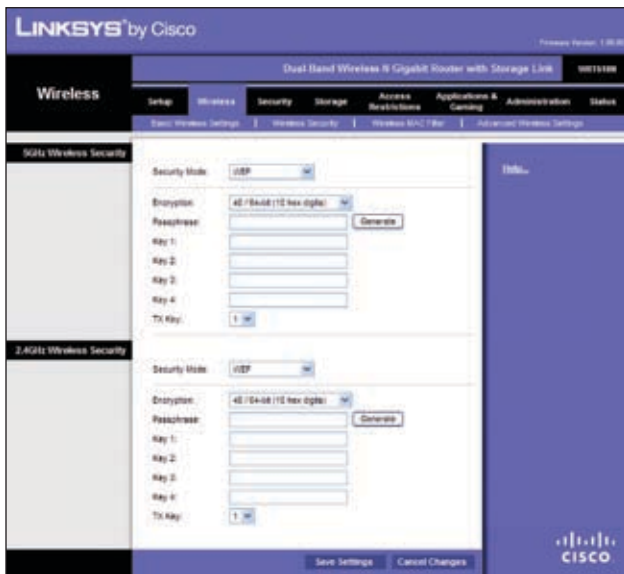 LINKSYS® by Cisco
Firmware Version:
Dual-Band Wireless-N Gigabit Router with Storage Link
Wireless
Setup Wireless Security Storage Access Restrictions Applications & Gaming Administration Status
Basic Wireless Settings | Wireless Security | Wireless MAC Filter | Advanced Wireless Settings
5GHz Wireless Security
Help...
Security Mode: WEP
Encryption: 40 / 64-bit (10 hex digits)
Passphrase: Generate
Key 1:
Key 2:
Key 3:
Key 4:
TX Key: 1
2.4GHz Wireless Security
Security Mode: WEP
Encryption: 40 / 64-bit (10 hex digits)
Passphrase: Generate
Key 1:
Key 2:
Key 3:
Key 4:
TX Key: 1
Save Settings Cancel Changes
CISCO